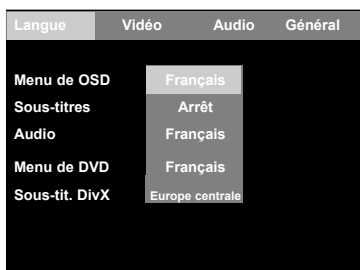 Langue Vidéo Audio Général
Menu de OSD Français
Sous-titres Arrêt
Audio Français
Menu de DVD Français
Sous-tit. DivX Europe centrale